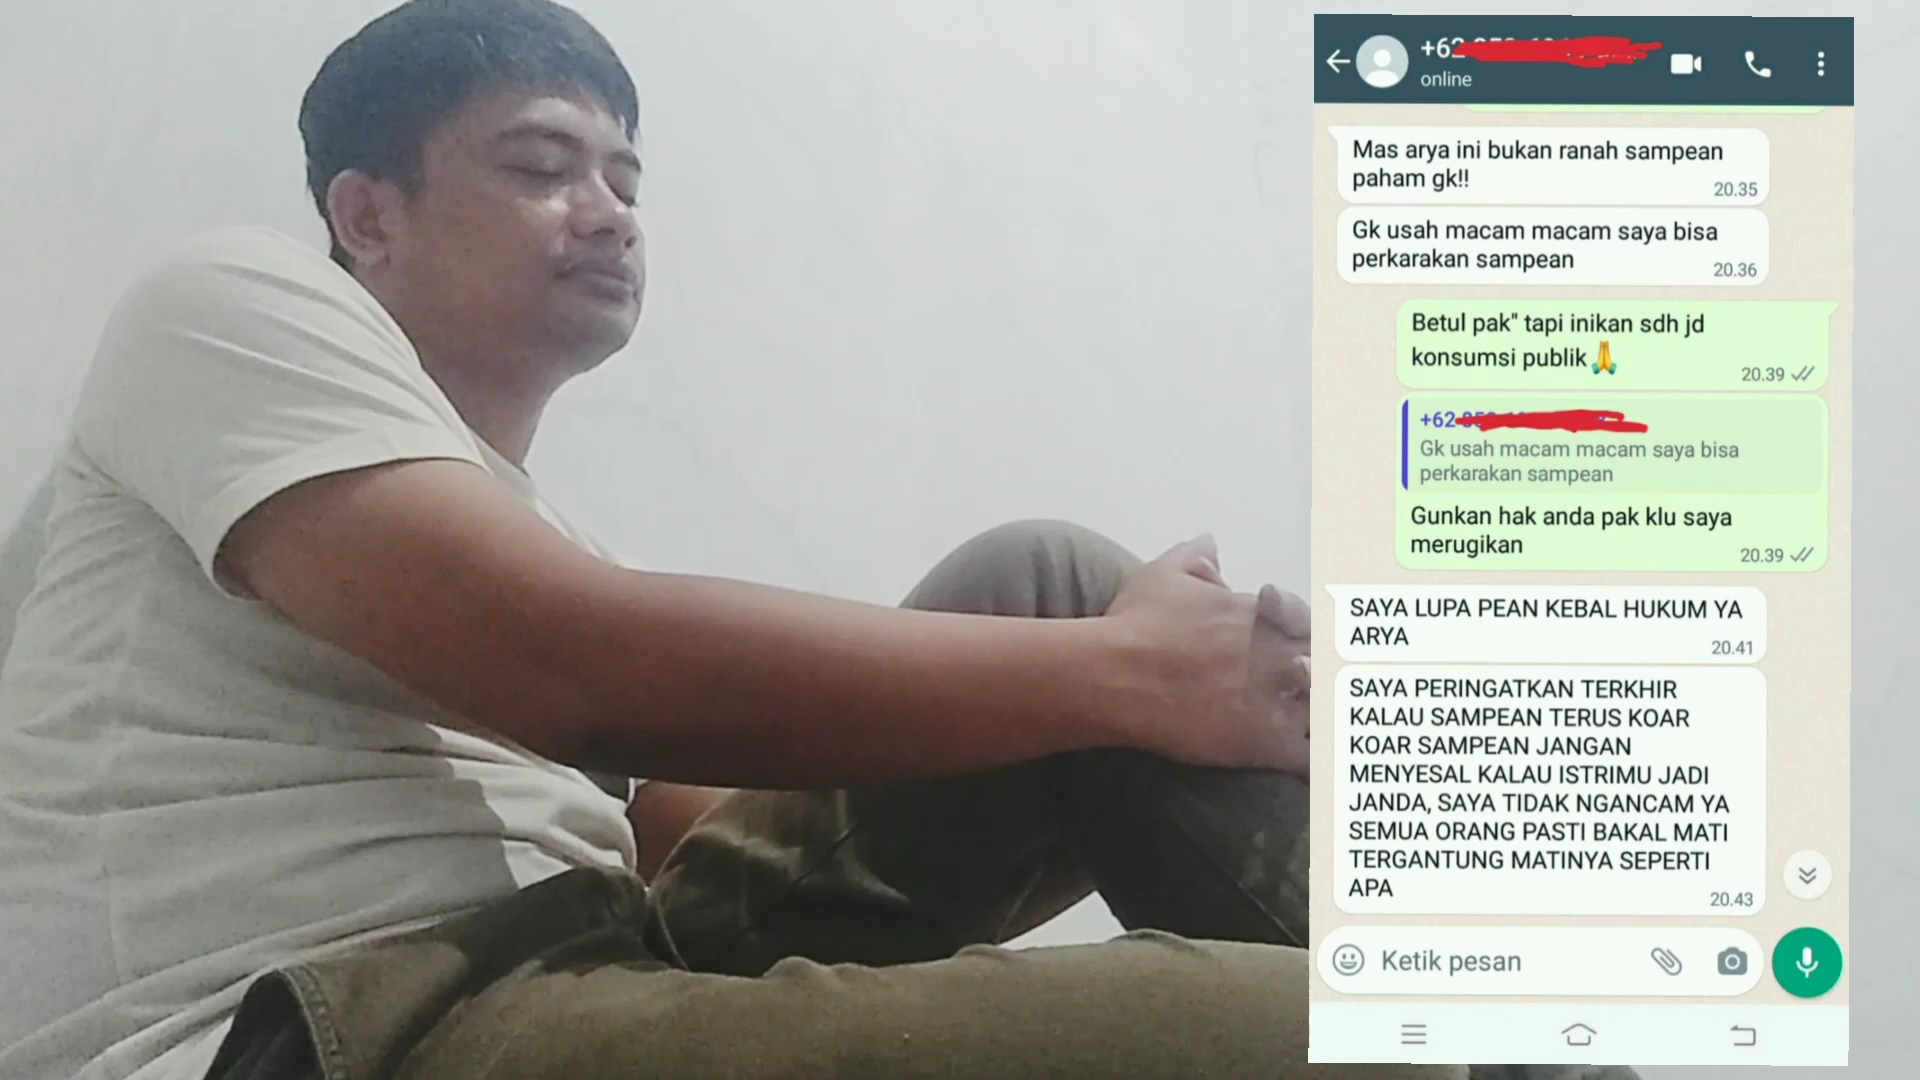 +62
online
Mas arya ini bukan ranah sampean
paham gk!!
20.35
Gk usah macam macam saya bisa
perkarakan sampean
20.36
Betul pak" tapi inikan sdh jd
konsumsi publik🙏
20.39
+62
Gk usah macam macam saya bisa
perkarakan sampean
Gunkan hak anda pak klu saya
merugikan
20.39
SAYA LUPA PEAN KEBAL HUKUM YA
ARYA
20.41
SAYA PERINGATKAN TERKHIR
KALAU SAMPEAN TERUS KOAR
KOAR SAMPEAN JANGAN
MENYESAL KALAU ISTRIMU JADI
JANDA, SAYA TIDAK NGANCAM YA
SEMUA ORANG PASTI BAKAL MATI
TERGANTUNG MATINYA SEPERTI
APA
20.43
Ketik pesan